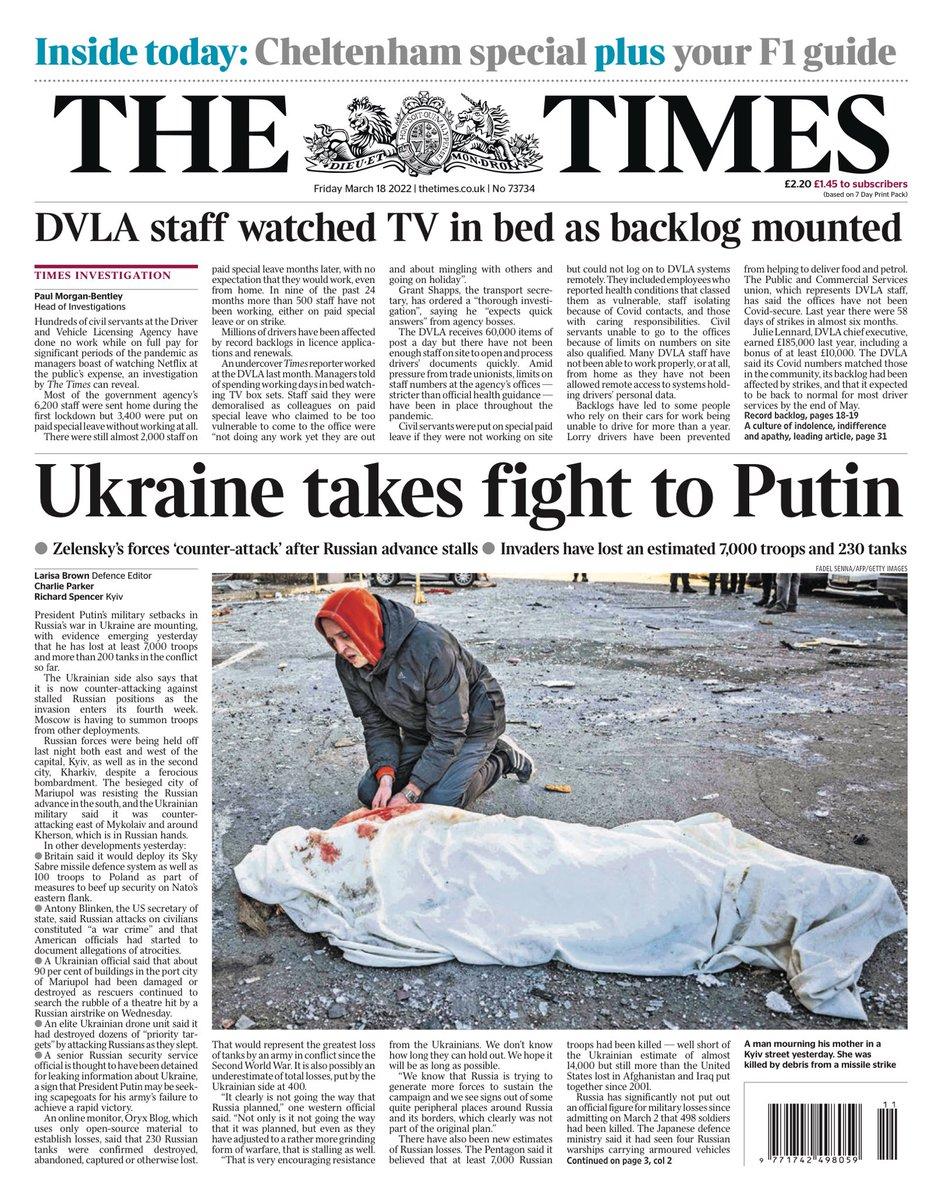 Inside today: Cheltenham special plus your F1 guide
THE TIMES
DIEU ET MON DROIT
Friday March 18 2022 | thetimes.co.uk | No 73734
£2.20 £1.45 to subscribers
(based on 7 Day Print Pack)
DVLA staff watched TV in bed as backlog mounted
TIMES INVESTIGATION
Paul Morgan-Bentley
Head of Investigations
Hundreds of civil servants at the Driver
and Vehicle Licensing Agency have
done no work while on full pay for
significant periods of the pandemic as
managers boast of watching Netflix at
the public's expense, an investigation
by The Times can reveal.
Most of the government agency's
6,200 staff were sent home during the
first lockdown but 3,400 were put on
paid special leave without working at all.
There were still almost 2,000 staff on
paid special leave months later, with no
expectation that they would work, even
from home. In nine of the past 24
months more than 500 staff have not
been working, either on paid special
leave or on strike.
Millions of drivers have been affected
by record backlogs in licence applica-
tions and renewals.
An undercover Times reporter worked
at the DVLA last month. Managers told
of spending working days in bed watch-
ing TV box sets. Staff said they were
demoralised as colleagues on paid
special leave who claimed to be too
vulnerable to come to the office were
"not doing any work yet they are out
and about mingling with others and
going on holiday".
Grant Shapps, the transport secre-
tary, has ordered a "thorough investi-
gation", saying he "expects quick
answers" from agency bosses.
The DVLA receives 60,000 items of
post a day but there have not been
enough staff on site to open and process
drivers' documents quickly. Amid
pressure from trade unionists, limits on
staff numbers at the agency's offices —
stricter than official health guidance —
have been in place throughout the
pandemic.
Civil servants were put on special paid
leave if they were not working on site
but could not log on to DVLA systems
remotely. They included employees who
reported health conditions that classed
them as vulnerable, staff isolating
because of Covid contacts, and those
with caring responsibilities. Civil
servants unable to go to the offices
because of limits on numbers on site
also qualified. Many DVLA staff have
not been able to work properly, or at all,
from home as they have not been
allowed remote access to systems hold-
ing drivers' personal data.
Backlogs have led to some people
who rely on their cars for work being
unable to drive for more than a year.
Lorry drivers have been prevented
from helping to deliver food and petrol.
The Public and Commercial Services
union, which represents DVLA staff,
has said the offices have not been
Covid-secure. Last year there were 58
days of strikes in almost six months.
Julie Lennard, DVLA chief executive,
earned £185,000 last year, including a
bonus of at least £10,000. The DVLA
said its Covid numbers matched those
in the community, its backlog had been
affected by strikes, and that it expected
to be back to normal for most driver
services by the end of May.
Record backlog, pages 18-19
A culture of indolence, indifference
and apathy, leading article, page 31
Ukraine takes fight to Putin
● Zelensky's forces 'counter-attack' after Russian advance stalls ● Invaders have lost an estimated 7,000 troops and 230 tanks
FADEL SENNA/AFP/GETTY IMAGES
Larisa Brown Defence Editor
Charlie Parker
Richard Spencer Kyiv
President Putin's military setbacks in
Russia's war in Ukraine are mounting,
with evidence emerging yesterday
that he has lost at least 7,000 troops
and more than 200 tanks in the conflict
so far.
The Ukrainian side also says that
it is now counter-attacking against
stalled Russian positions as the
invasion enters its fourth week.
Moscow is having to summon troops
from other deployments.
Russian forces were being held off
last night both east and west of the
capital, Kyiv, as well as in the second
city, Kharkiv, despite a ferocious
bombardment. The besieged city of
Mariupol was resisting the Russian
advance in the south, and the Ukrainian
military said it was counter-
attacking east of Mykolaiv and around
Kherson, which is in Russian hands.
In other developments yesterday:
● Britain said it would deploy its Sky
Sabre missile defence system as well as
100 troops to Poland as part of
measures to beef up security on Nato's
eastern flank.
● Antony Blinken, the US secretary of
state, said Russian attacks on civilians
constituted "a war crime" and that
American officials had started to
document allegations of atrocities.
● A Ukrainian official said that about
90 per cent of buildings in the port city
of Mariupol had been damaged or
destroyed as rescuers continued to
search the rubble of a theatre hit by a
Russian airstrike on Wednesday.
● An elite Ukrainian drone unit said it
had destroyed dozens of "priority tar-
gets" by attacking Russians as they slept.
● A senior Russian security service
official is thought to have been detained
for leaking information about Ukraine,
a sign that President Putin may be seek-
ing scapegoats for his army's failure to
achieve a rapid victory.
An online monitor, Oryx Blog, which
uses only open-source material to
establish losses, said that 230 Russian
tanks were confirmed destroyed,
abandoned, captured or otherwise lost.
That would represent the greatest loss
of tanks by an army in conflict since the
Second World War. It is also possibly an
underestimate of total losses, put by the
Ukrainian side at 400.
"It clearly is not going the way that
Russia planned," one western official
said. "Not only is it not going the way
that it was planned, but even as they
have adjusted to a rather more grinding
form of warfare, that is stalling as well.
"That is very encouraging resistance
from the Ukrainians. We don't know
how long they can hold out. We hope it
will be as long as possible.
"We know that Russia is trying to
generate more forces to sustain the
campaign and we see signs out of some
quite peripheral places around Russia
and its borders, which clearly was not
part of the original plan."
There have also been new estimates
of Russian losses. The Pentagon said it
believed that at least 7,000 Russian
troops had been killed — well short of
the Ukrainian estimate of almost
14,000 but still more than the United
States lost in Afghanistan and Iraq put
together since 2001.
Russia has significantly not put out
an official figure for military losses since
admitting on March 2 that 498 soldiers
had been killed. The Japanese defence
ministry said it had seen four Russian
warships carrying armoured vehicles
Continued on page 3, col 2
A man mourning his mother in a
Kyiv street yesterday. She was
killed by debris from a missile strike
11
9 771742 498059